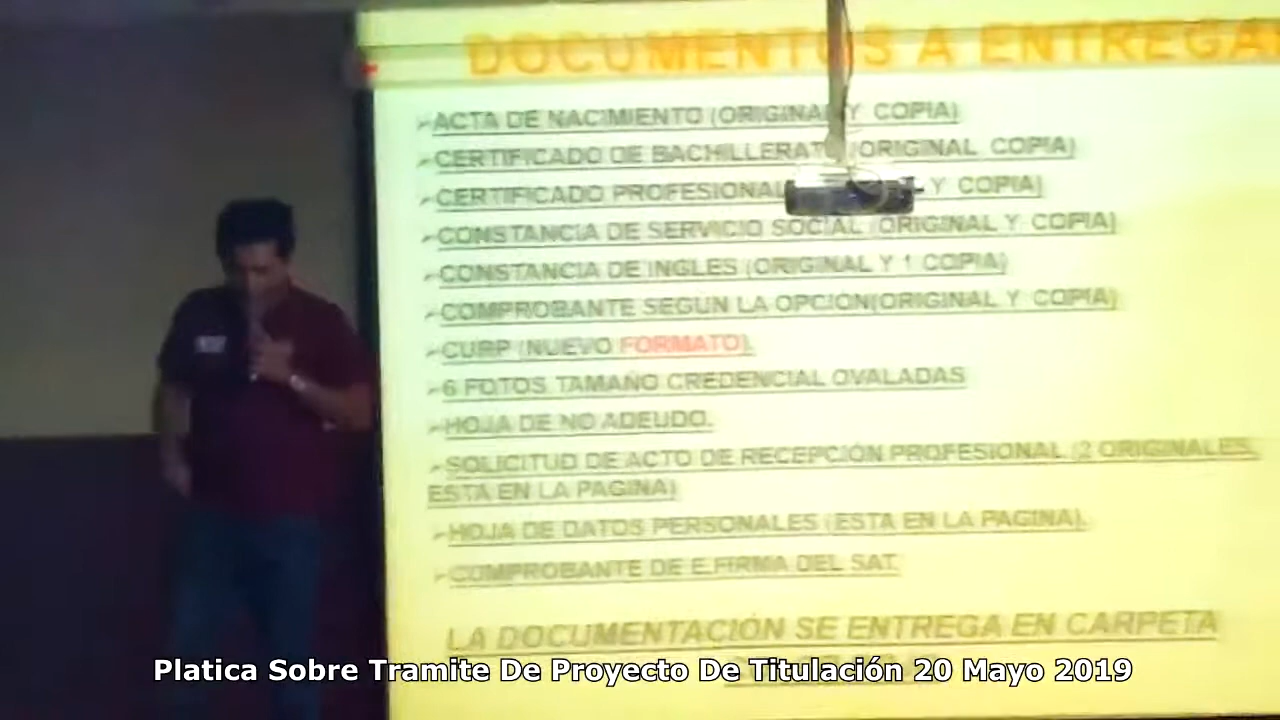 DOCUMENTOS A ENTREGA
➢ACTA DE NACIMIENTO (ORIGINAL Y COPIA)
➢CERTIFICADO DE BACHILLERAT (ORIGINAL COPIA)
➢CERTIFICADO PROFESIONAL Y COPIA)
➢CONSTANCIA DE SERVICIO SOCIAL (ORIGINAL Y COPIA)
➢CONSTANCIA DE INGLES (ORIGINAL Y 1 COPIA)
➢COMPROBANTE SEGÚN LA OPCIÓN(ORIGINAL Y COPIA)
➢CURP (NUEVO FORMATO).
➢6 FOTOS TAMAÑO CREDENCIAL OVALADAS
➢HOJA DE NO ADEUDO.
➢SOLICITUD DE ACTO DE RECEPCIÓN PROFESIONAL (2 ORIGINALES,
ESTA EN LA PAGINA)
➢HOJA DE DATOS PERSONALES (ESTA EN LA PAGINA).
➢COMPROBANTE DE E.FIRMA DEL SAT.
LA DOCUMENTACIÓN SE ENTREGA EN CARPETA
Platica Sobre Tramite De Proyecto De Titulación 20 Mayo 2019